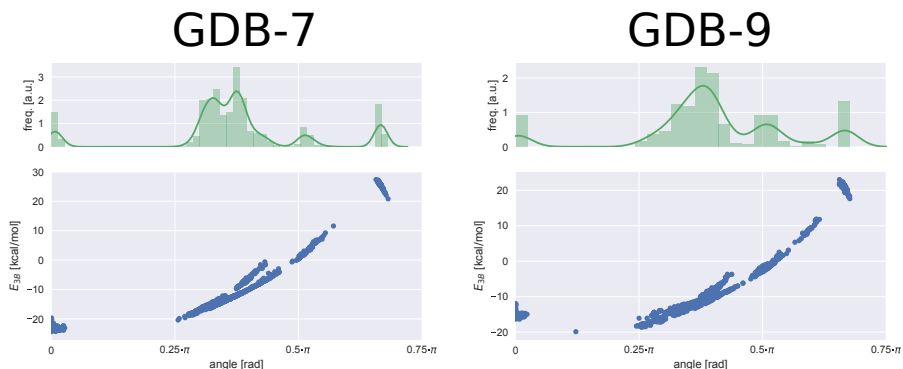 GDB-7
GDB-9
freq. [a.u.]
3
2
1
0
freq. [a.u.]
2
1
0
E3B [kcal/mol]
30
20
10
0
−10
−20
0
0.25·π
0.5·π
0.75·π
angle [rad]
E3B [kcal/mol]
20
10
0
−10
−20
0
0.25·π
0.5·π
0.75·π
angle [rad]